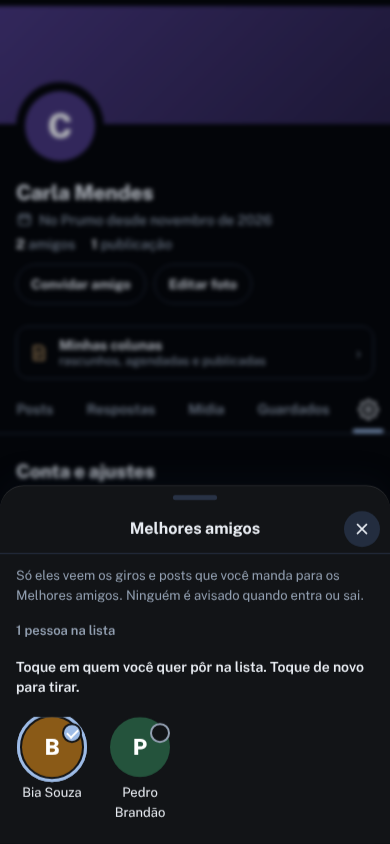 C
Carla Mendes
No Prumo desde novembro de 2026
2 amigos 1 publicação
Convidar amigo Editar foto
Minhas colunas
rascunhos, agendadas e publicadas
Posts Respostas Mídia Guardados
Conta e ajustes
Melhores amigos
Só eles veem os giros e posts que você manda para os
Melhores amigos. Ninguém é avisado quando entra ou sai.
1 pessoa na lista
Toque em quem você quer pôr na lista. Toque de novo
para tirar.
B P
Bia Souza Pedro
Brandão